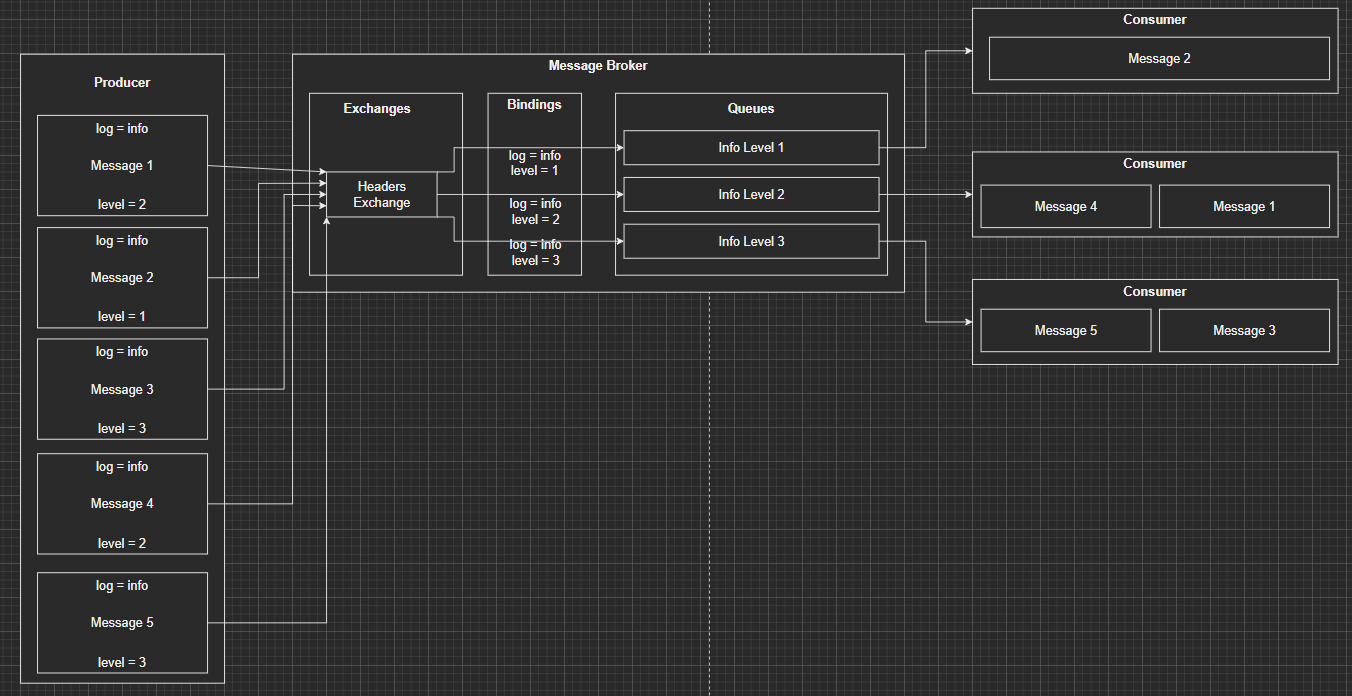 Producer
log = info
Message 1
level = 2
log = info
Message 2
level = 1
log = info
Message 3
level = 3
log = info
Message 4
level = 2
log = info
Message 5
level = 3
Message Broker
Exchanges
Headers
Exchange
Bindings
log = info
level = 1
log = info
level = 2
log = info
level = 3
Queues
Info Level 1
Info Level 2
Info Level 3
Consumer
Message 2
Consumer
Message 4
Message 1
Consumer
Message 5
Message 3